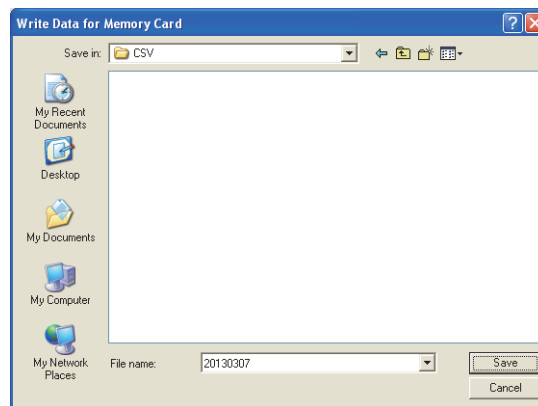 Write Data for Memory Card
Save in:
CSV
My Recent
Documents
Desktop
My Documents
My Computer
My Network
Places
File name:
20130307
Save
Cancel